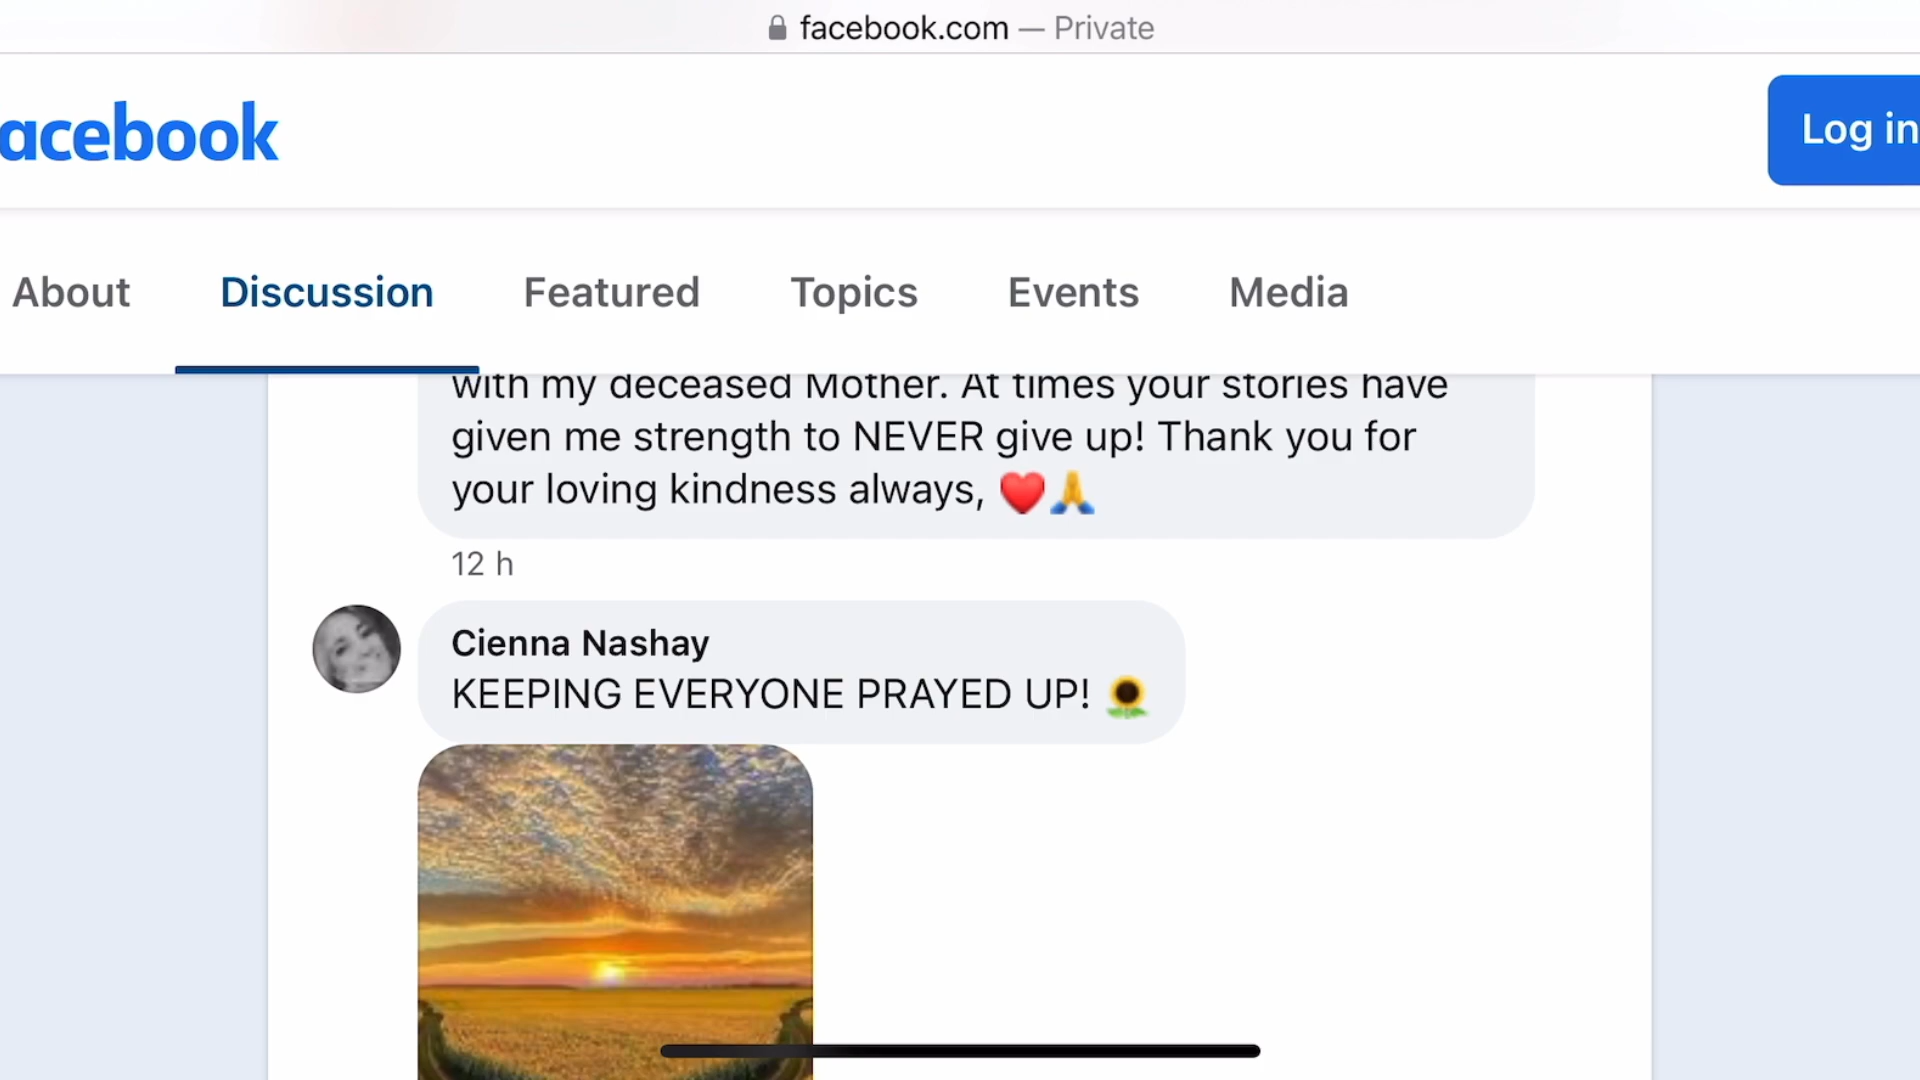 facebook.com — Private
acebook
Log in
About Discussion Featured Topics Events Media
with my deceased Mother. At times your stories have
given me strength to NEVER give up! Thank you for
your loving kindness always, ❤️🙏
12 h
Cienna Nashay
KEEPING EVERYONE PRAYED UP! 🌻